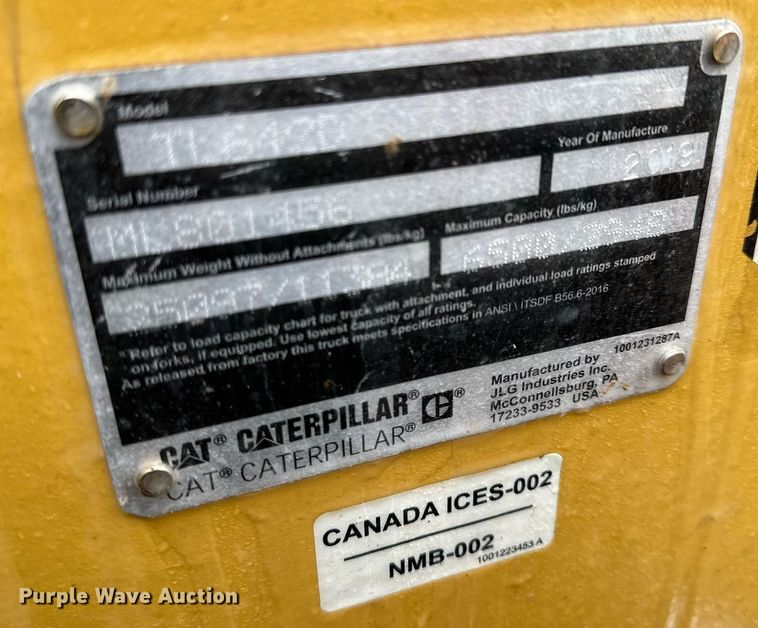 Model
TL642D
Serial Number
Year Of Manufacture
ML801456
2019
Maximum Weight Without Attachments (lbs/kg)
Maximum Capacity (lbs/kg)
6500/2948
* Refer to load capacity chart for truck with attachment, and individual load ratings stamped
on forks, if equipped. Use lowest capacity of all ratings.
As released from factory this truck meets specifications in ANSI \ ITSDF B56.6-2016
Manufactured by
JLG Industries Inc.
McConnellsburg, PA
17233-9533 USA
1001231287A
CAT® CATERPILLAR®
CAT® CATERPILLAR®
CANADA ICES-002
NMB-002
1001223453 A
Purple Wave Auction